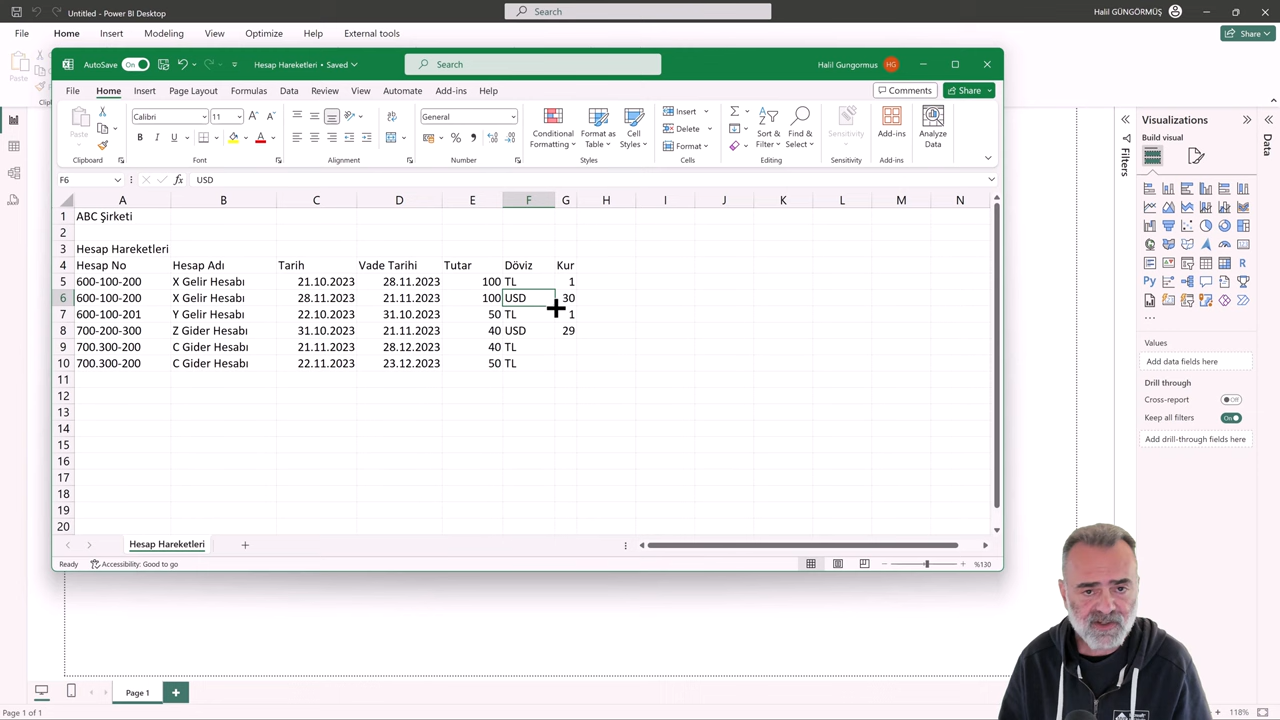 Untitled - Power BI Desktop
Search
Halil GÜNGÖRMÜŞ
File Home Insert Modeling View Optimize Help External tools
Share
Paste
AutoSave On
Hesap Hareketleri • Saved
Search
Halil Gungormus HG
File Home Insert Page Layout Formulas Data Review View Automate Add-ins Help
Comments Share
Paste
Calibri 11
General
Conditional Formatting
Format as Table
Cell Styles
Insert
Delete
Format
Sort & Filter
Find & Select
Sensitivity
Add-ins
Analyze Data
Clipboard Font Alignment Number Styles Cells Editing Sensitivity Add-ins
F6 fx USD
A B C D E F G H I J K L M N
1 ABC Şirketi
2
3 Hesap Hareketleri
4 Hesap No Hesap Adı Tarih Vade Tarihi Tutar Döviz Kur
5 600-100-200 X Gelir Hesabı 21.10.2023 28.11.2023 100 TL 1
6 600-100-200 X Gelir Hesabı 28.11.2023 21.11.2023 100 USD 30
7 600-100-201 Y Gelir Hesabı 22.10.2023 31.10.2023 50 TL 1
8 700-200-300 Z Gider Hesabı 31.10.2023 21.11.2023 40 USD 29
9 700.300-200 C Gider Hesabı 21.11.2023 28.12.2023 40 TL
10 700.300-200 C Gider Hesabı 22.11.2023 23.12.2023 50 TL
11
12
13
14
15
16
17
18
19
20
Hesap Hareketleri
Ready Accessibility: Good to go %130
Filters
Visualizations
Data
Build visual
Values
Add data fields here
Drill through
Cross-report Off
Keep all filters On
Add drill-through fields here
Page 1
Page 1 of 1
118%